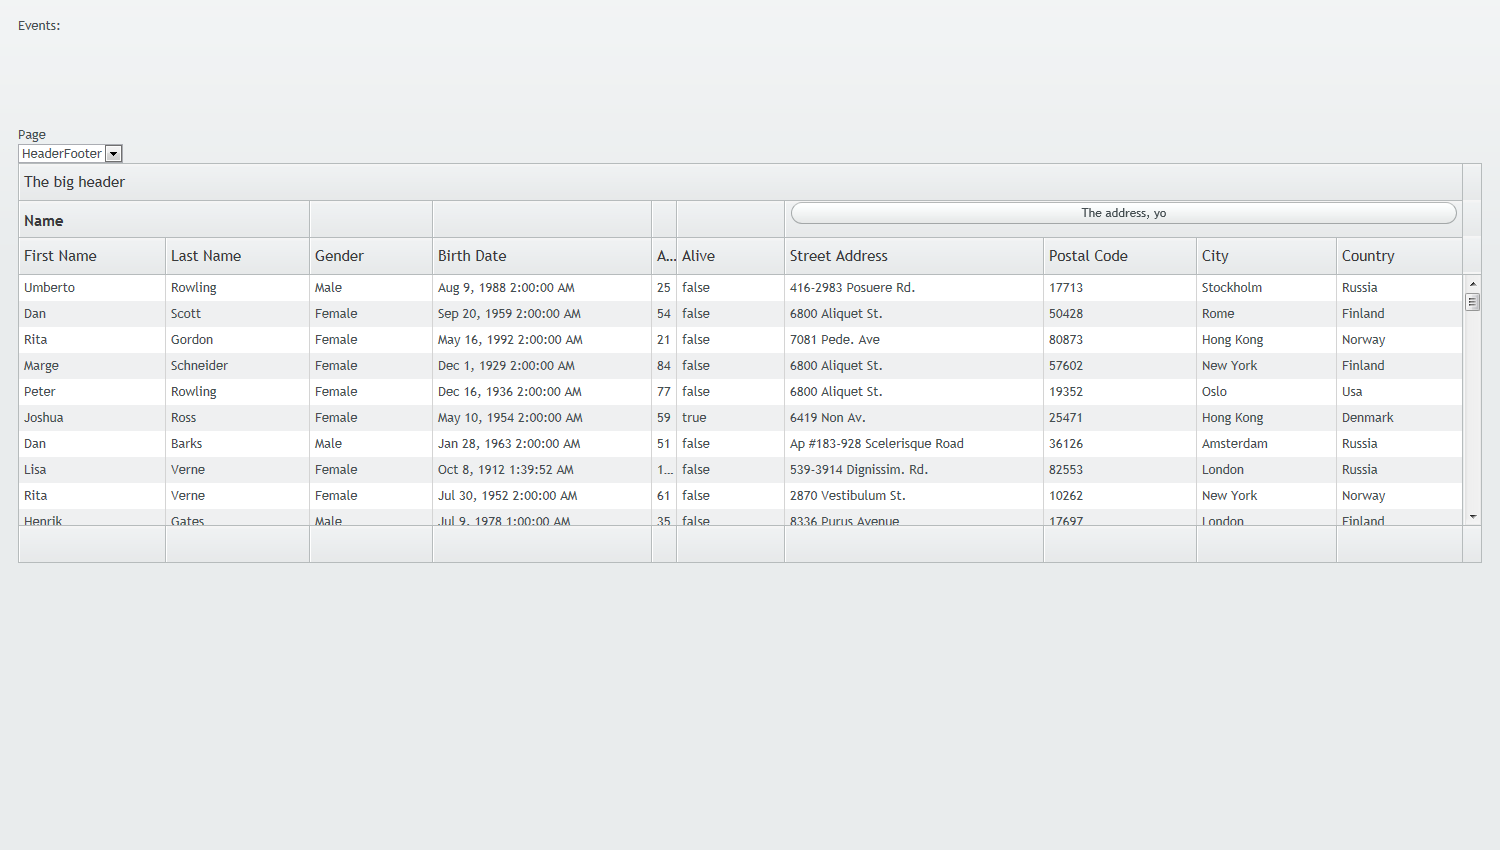 Events:
Page
HeaderFooter
The big header
Name The address, yo
First Name Last Name Gender Birth Date A... Alive Street Address Postal Code City Country
Umberto Rowling Male Aug 9, 1988 2:00:00 AM 25 false 416-2983 Posuere Rd. 17713 Stockholm Russia
Dan Scott Female Sep 20, 1959 2:00:00 AM 54 false 6800 Aliquet St. 50428 Rome Finland
Rita Gordon Female May 16, 1992 2:00:00 AM 21 false 7081 Pede. Ave 80873 Hong Kong Norway
Marge Schneider Female Dec 1, 1929 2:00:00 AM 84 false 6800 Aliquet St. 57602 New York Finland
Peter Rowling Female Dec 16, 1936 2:00:00 AM 77 false 6800 Aliquet St. 19352 Oslo Usa
Joshua Ross Female May 10, 1954 2:00:00 AM 59 true 6419 Non Av. 25471 Hong Kong Denmark
Dan Barks Male Jan 28, 1963 2:00:00 AM 51 false Ap #183-928 Scelerisque Road 36126 Amsterdam Russia
Lisa Verne Female Oct 8, 1912 1:39:52 AM 1... false 539-3914 Dignissim. Rd. 82553 London Russia
Rita Verne Female Jul 30, 1952 2:00:00 AM 61 false 2870 Vestibulum St. 10262 New York Norway
Henrik Gates Male Jul 9, 1978 1:00:00 AM 35 false 8336 Purus Avenue 17697 London Finland